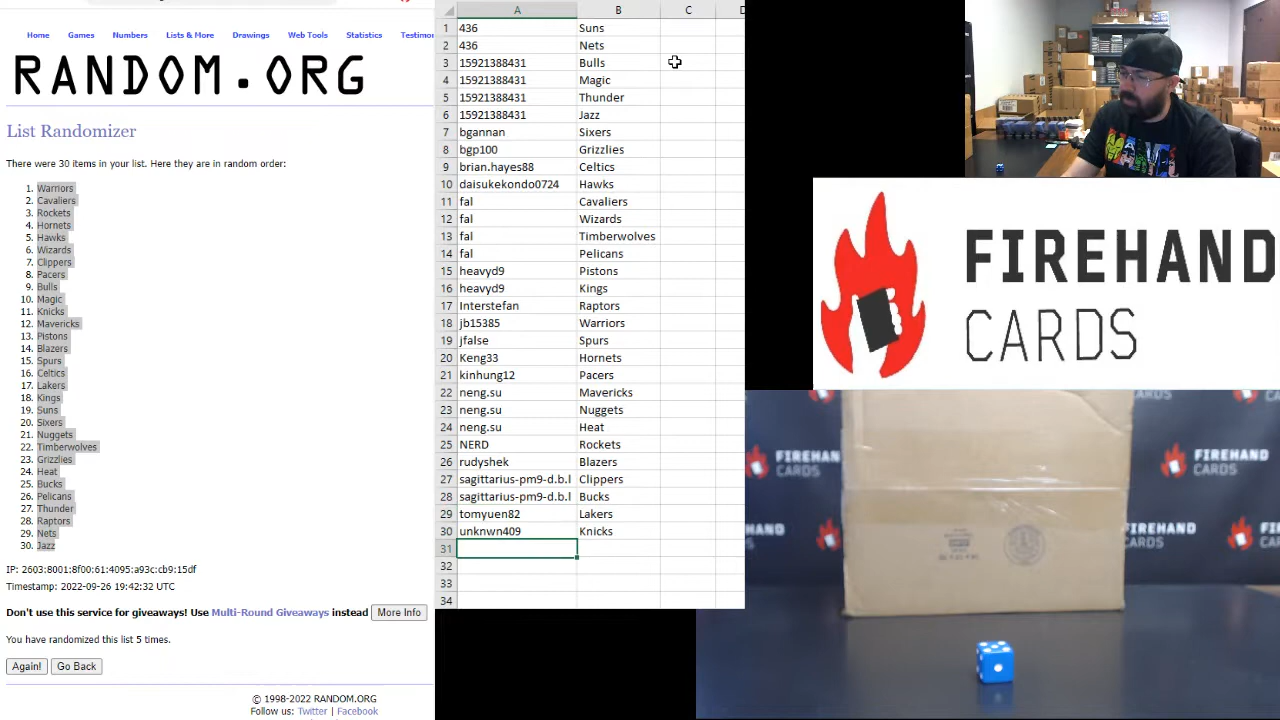 Home Games Numbers Lists & More Drawings Web Tools Statistics Testimo
RANDOM.ORG
List Randomizer
There were 30 items in your list. Here they are in random order:
1. Warriors
2. Cavaliers
3. Rockets
4. Hornets
5. Hawks
6. Wizards
7. Clippers
8. Pacers
9. Bulls
10. Magic
11. Knicks
12. Mavericks
13. Pistons
14. Blazers
15. Spurs
16. Celtics
17. Lakers
18. Kings
19. Suns
20. Sixers
21. Nuggets
22. Timberwolves
23. Grizzlies
24. Heat
25. Bucks
26. Pelicans
27. Thunder
28. Raptors
29. Nets
30. Jazz
IP: 2603:8001:8f00:61:4095:a93c:cb9:15df
Timestamp: 2022-09-26 19:42:32 UTC
Don't use this service for giveaways! Use Multi-Round Giveaways instead More Info
You have randomized this list 5 times.
Again! Go Back
© 1998-2022 RANDOM.ORG
Follow us: Twitter | Facebook
A B C D
1 436 Suns
2 436 Nets
3 15921388431 Bulls
4 15921388431 Magic
5 15921388431 Thunder
6 15921388431 Jazz
7 bgannan Sixers
8 bgp100 Grizzlies
9 brian.hayes88 Celtics
10 daisukekondo0724 Hawks
11 fal Cavaliers
12 fal Wizards
13 fal Timberwolves
14 fal Pelicans
15 heavyd9 Pistons
16 heavyd9 Kings
17 Interstefan Raptors
18 jb15385 Warriors
19 jfalse Spurs
20 Keng33 Hornets
21 kinhung12 Pacers
22 neng.su Mavericks
23 neng.su Nuggets
24 neng.su Heat
25 NERD Rockets
26 rudyshek Blazers
27 sagittarius-pm9-d.b.l Clippers
28 sagittarius-pm9-d.b.l Bucks
29 tomyuen82 Lakers
30 unknwn409 Knicks
31
32
33
34
FIREHAND
CARDS
FIREHAN
CARDS
FIREHAND
CARDS